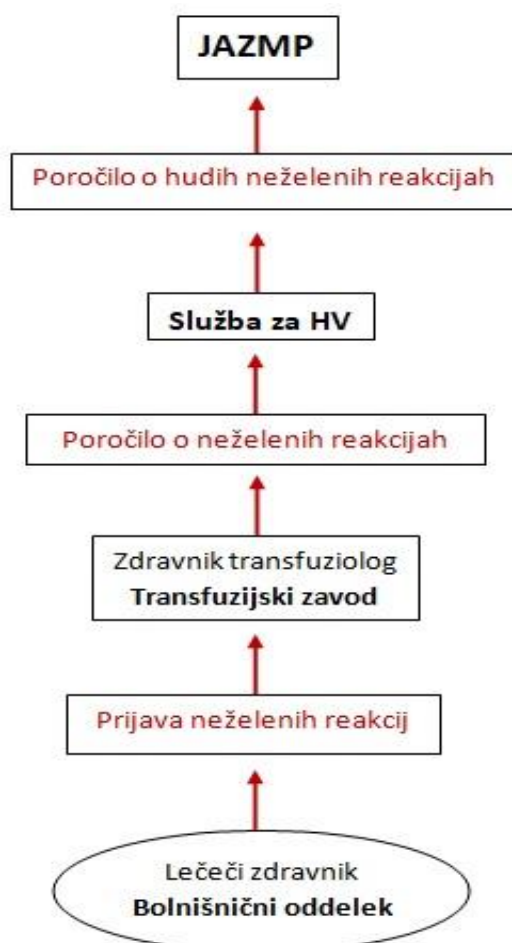 JAZMP
Poročilo o hudih neželenih reakcijah
Služba za HV
Poročilo o neželenih reakcijah
Zdravnik transfuziolog
Transfuzijski zavod
Prijava neželenih reakcij
Lečeči zdravnik
Bolnišnični oddelek